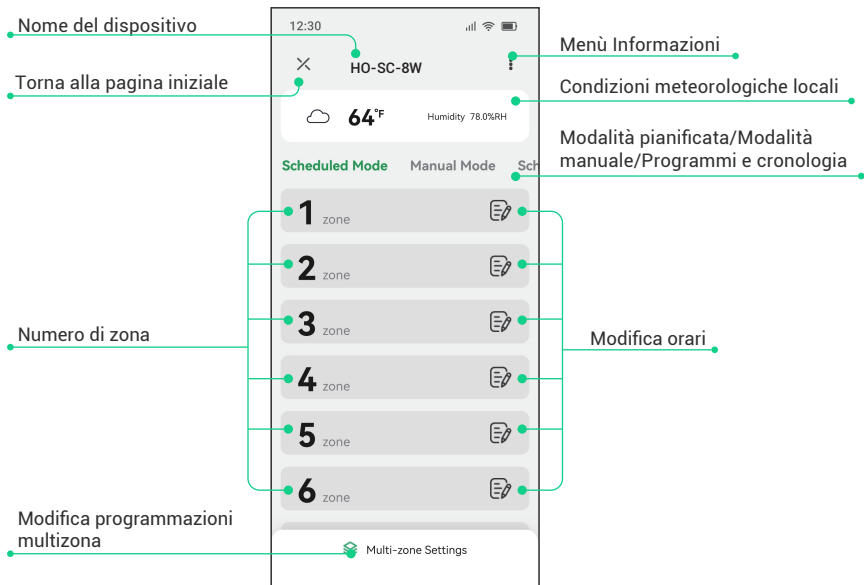 Nome del dispositivo
Torna alla pagina iniziale
12:30
HO-SC-8W
Menù Informazioni
Condizioni meteorologiche locali
64°F
Humidity 78.0%RH
Modalità pianificata/Modalità
manuale/Programmi e cronologia
Scheduled Mode Manual Mode Sch
1 zone
2 zone
3 zone
4 zone
5 zone
6 zone
Numero di zona
Modifica orari
Modifica programmazioni
multizona
Multi-zone Settings